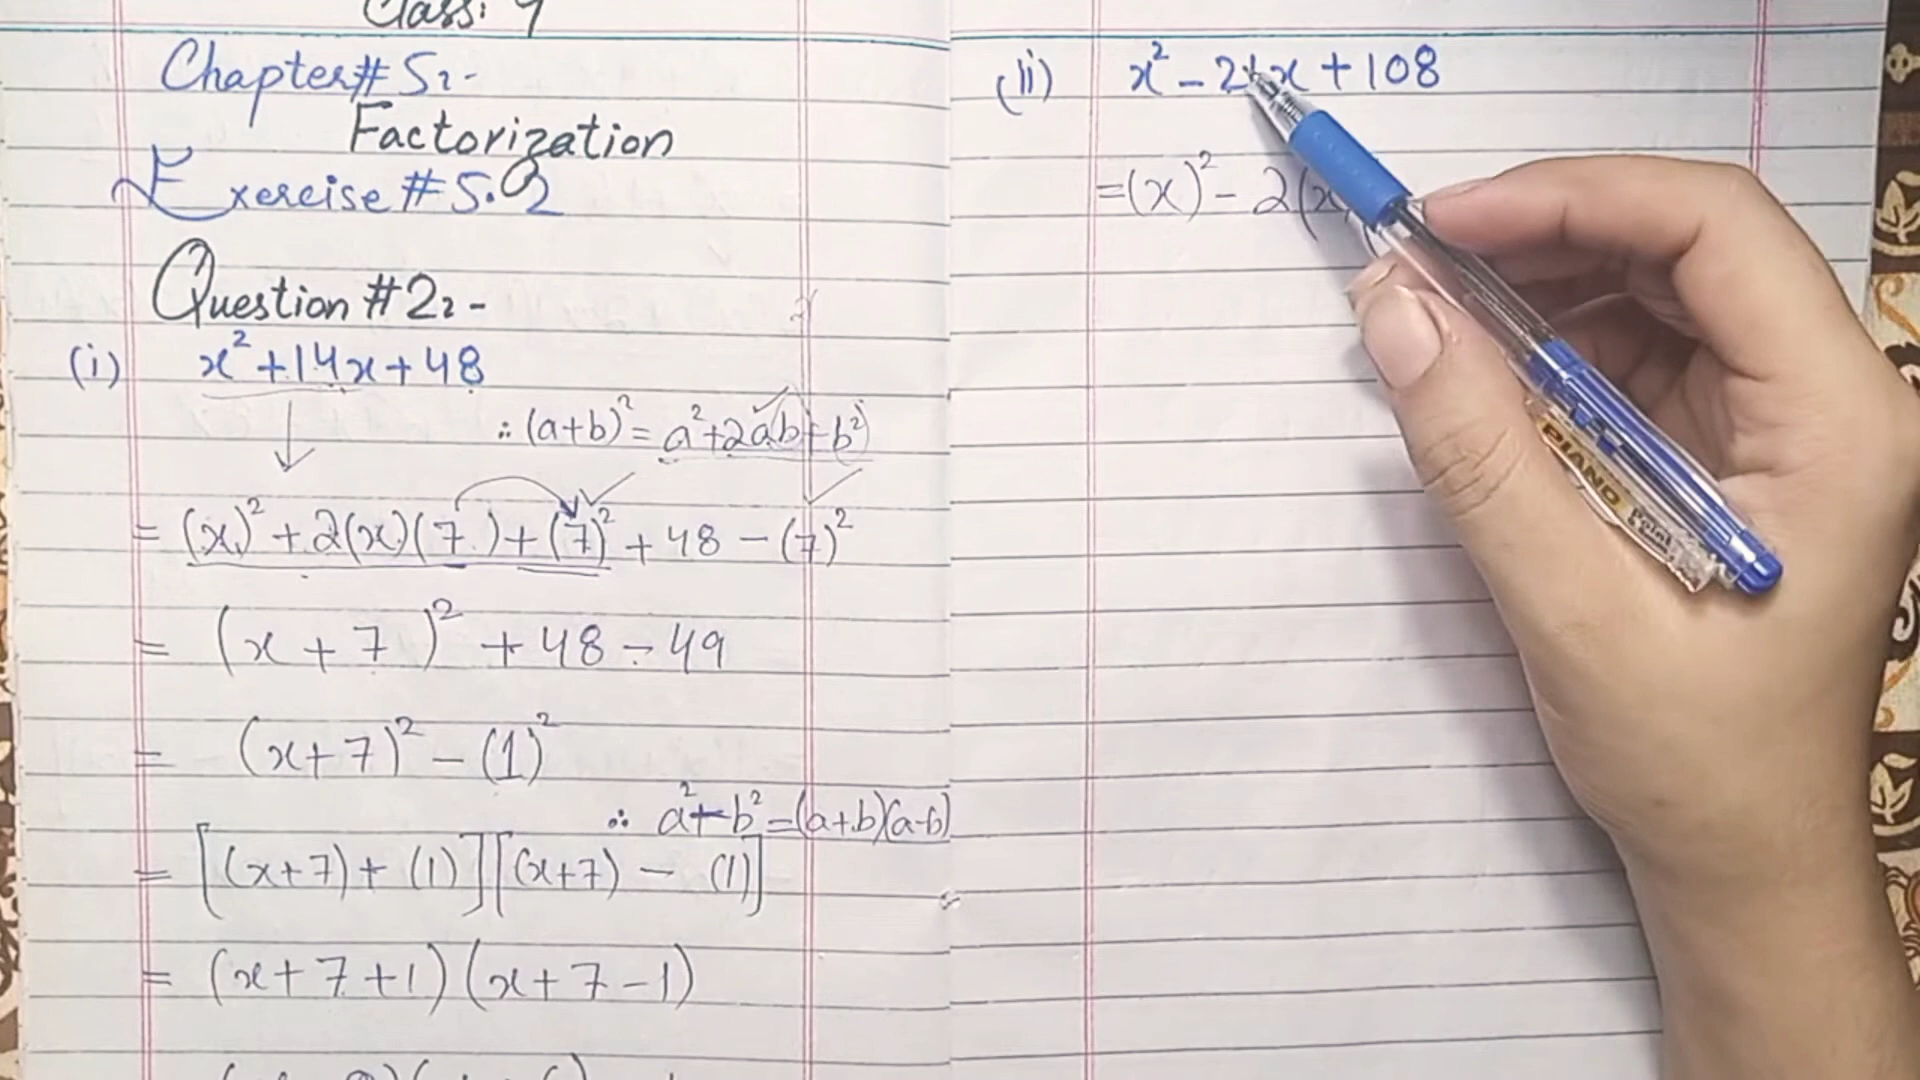 Class: 9
Chapter# 5:-
Factorization
Exercise # 5.2
Question #2:-
(i) x² + 14x + 48
∴ (a+b)² = a² + 2ab + b²
= (x)² + 2(x)(7) + (7)² + 48 - (7)²
= (x + 7)² + 48 - 49
= (x+7)² - (1)²
∴ a² - b² = (a+b)(a-b)
= [(x+7) + (1)][(x+7) - (1)]
= (x + 7 + 1)(x + 7 - 1)
(ii) x² - 21x + 108
= (x)² - 2(x)
PIANO
Point